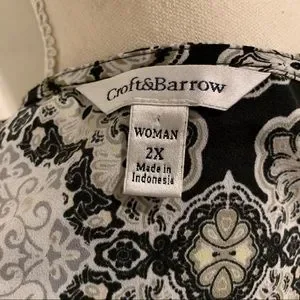 Croft&Barrow
WOMAN
2X
Made in
Indonesia